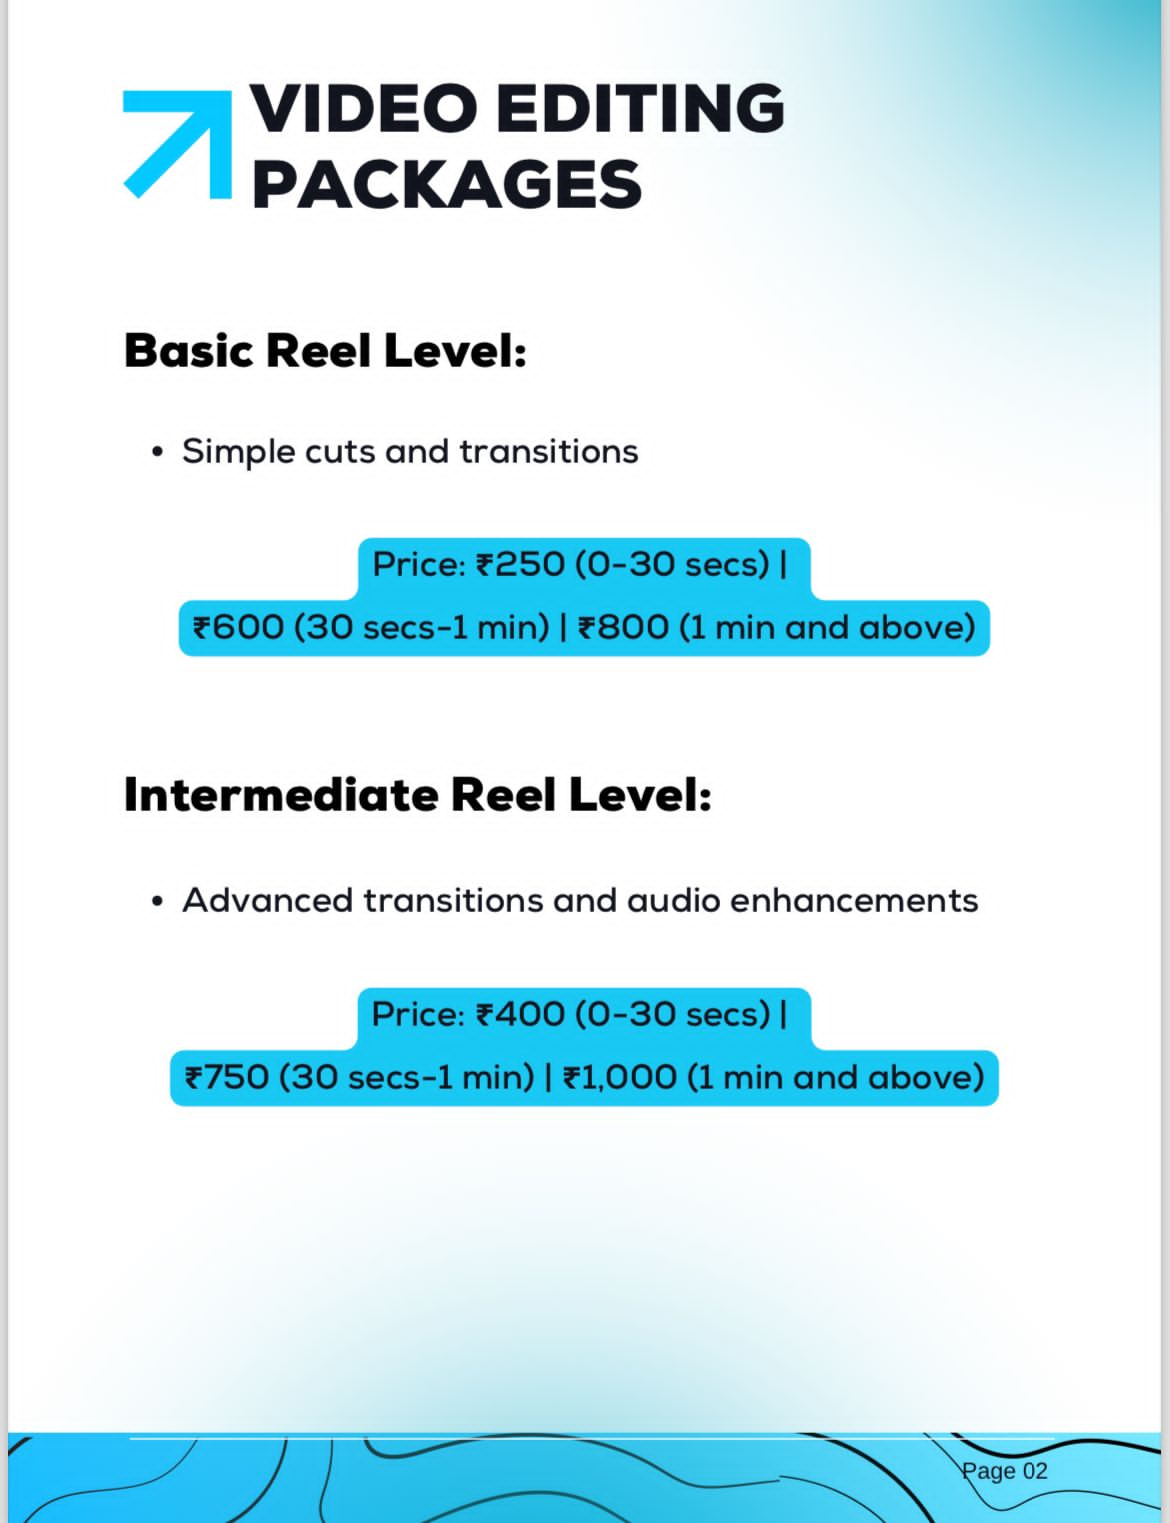 VIDEO EDITING
PACKAGES
Basic Reel Level:
• Simple cuts and transitions
Price: ₹250 (0-30 secs) |
₹600 (30 secs-1 min) | ₹800 (1 min and above)
Intermediate Reel Level:
• Advanced transitions and audio enhancements
Price: ₹400 (0-30 secs) |
₹750 (30 secs-1 min) | ₹1,000 (1 min and above)
Page 02